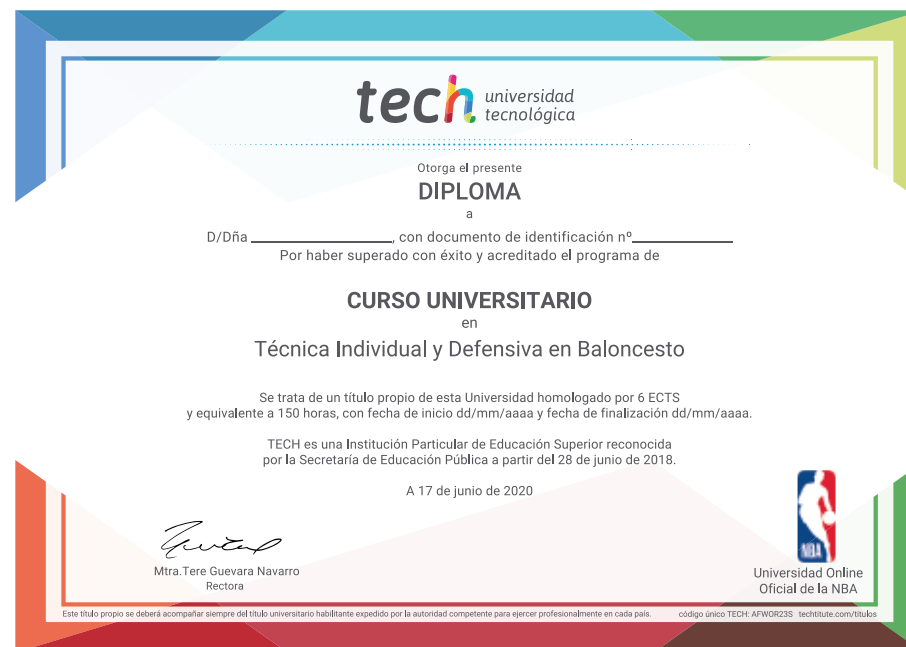 tech universidad
tecnológica
Otorga el presente
DIPLOMA
a
D/Dña ____________________, con documento de identificación nº______________
Por haber superado con éxito y acreditado el programa de
CURSO UNIVERSITARIO
en
Técnica Individual y Defensiva en Baloncesto
Se trata de un título propio de esta Universidad homologado por 6 ECTS
y equivalente a 150 horas, con fecha de inicio dd/mm/aaaa y fecha de finalización dd/mm/aaaa.
TECH es una Institución Particular de Educación Superior reconocida
por la Secretaría de Educación Pública a partir del 28 de junio de 2018.
A 17 de junio de 2020
Mtra.Tere Guevara Navarro
Rectora
NBA
Universidad Online
Oficial de la NBA
Este título propio se deberá acompañar siempre del título universitario habilitante expedido por la autoridad competente para ejercer profesionalmente en cada país. código único TECH: AFWOR23S techtitute.com/titulos